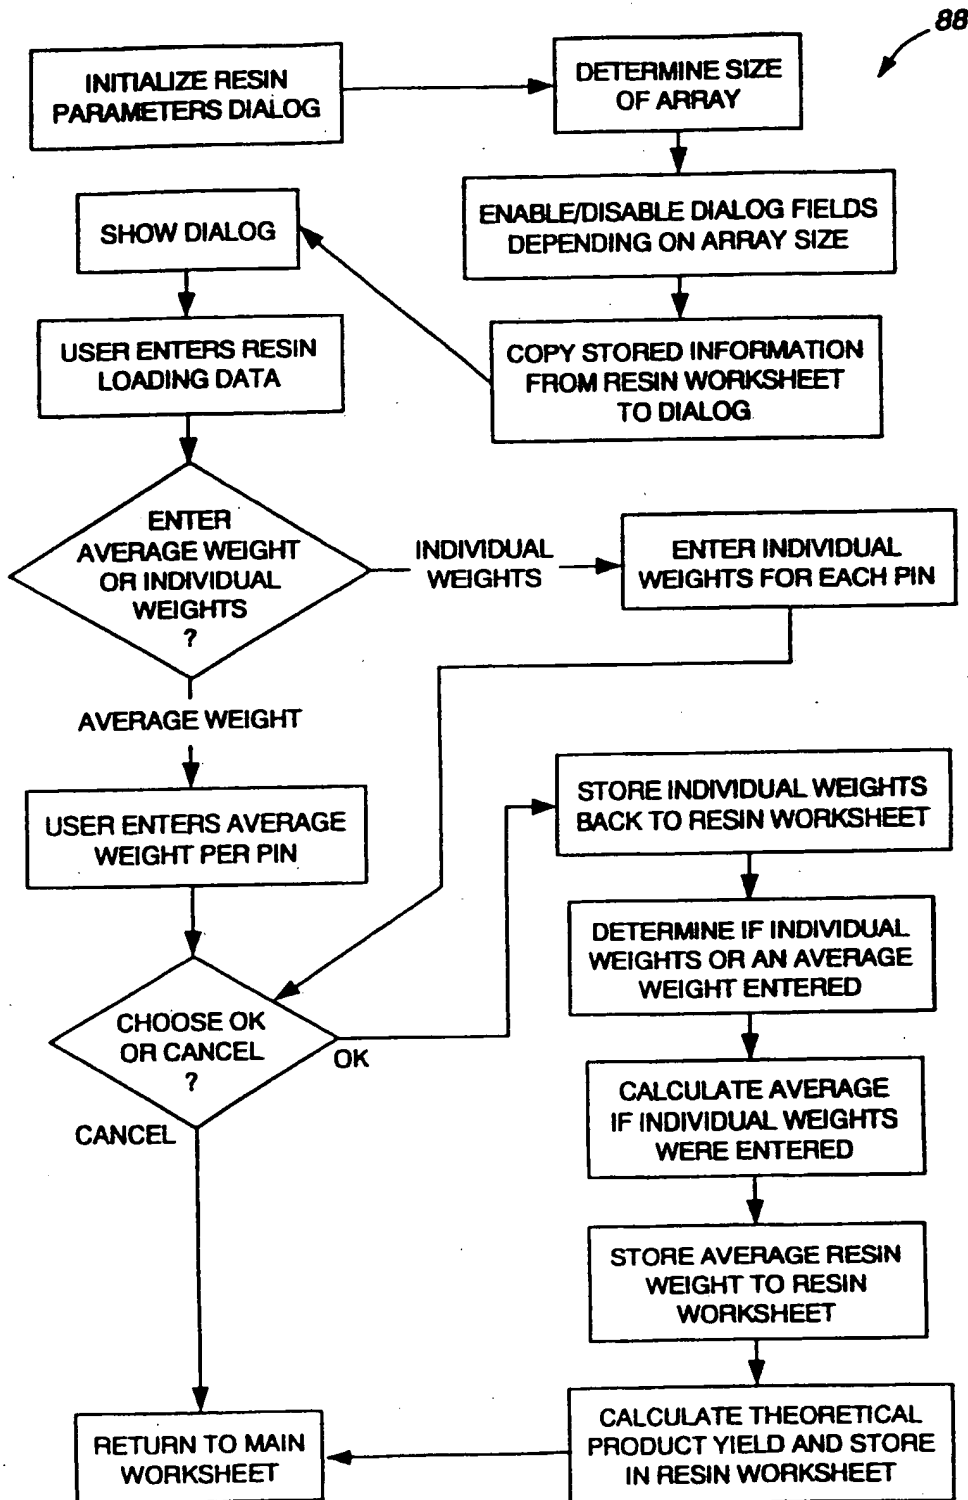 88
INITIALIZE RESIN
PARAMETERS DIALOG
DETERMINE SIZE
OF ARRAY
ENABLE/DISABLE DIALOG FIELDS
DEPENDING ON ARRAY SIZE
COPY STORED INFORMATION
FROM RESIN WORKSHEET
TO DIALOG
SHOW DIALOG
USER ENTERS RESIN
LOADING DATA
ENTER
AVERAGE WEIGHT
OR INDIVIDUAL
WEIGHTS
?
INDIVIDUAL
WEIGHTS
ENTER INDIVIDUAL
WEIGHTS FOR EACH PIN
AVERAGE WEIGHT
USER ENTERS AVERAGE
WEIGHT PER PIN
CHOOSE OK
OR CANCEL
?
OK
CANCEL
STORE INDIVIDUAL WEIGHTS
BACK TO RESIN WORKSHEET
DETERMINE IF INDIVIDUAL
WEIGHTS OR AN AVERAGE
WEIGHT ENTERED
CALCULATE AVERAGE
IF INDIVIDUAL WEIGHTS
WERE ENTERED
STORE AVERAGE RESIN
WEIGHT TO RESIN
WORKSHEET
CALCULATE THEORETICAL
PRODUCT YIELD AND STORE
IN RESIN WORKSHEET
RETURN TO MAIN
WORKSHEET